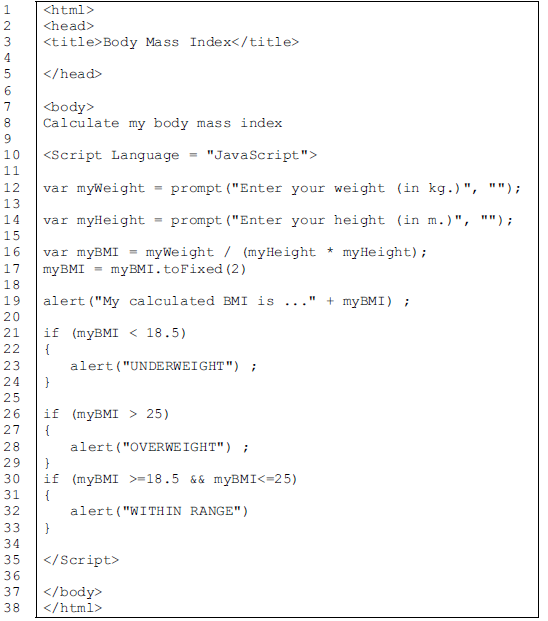 1 <html>
2 <head>
3 <title>Body Mass Index</title>
4
5 </head>
6
7 <body>
8 Calculate my body mass index
9
10 <Script Language = "JavaScript">
11
12 var myWeight = prompt("Enter your weight (in kg.)", "");
13
14 var myHeight = prompt("Enter your height (in m.)", "");
15
16 var myBMI = myWeight / (myHeight * myHeight);
17 myBMI = myBMI.toFixed(2)
18
19 alert("My calculated BMI is ..." + myBMI) ;
20
21 if (myBMI < 18.5)
22 {
23    alert("UNDERWEIGHT") ;
24 }
25
26 if (myBMI > 25)
27 {
28    alert("OVERWEIGHT") ;
29 }
30 if (myBMI >=18.5 && myBMI<=25)
31 {
32    alert("WITHIN RANGE")
33 }
34
35 </Script>
36
37 </body>
38 </html>